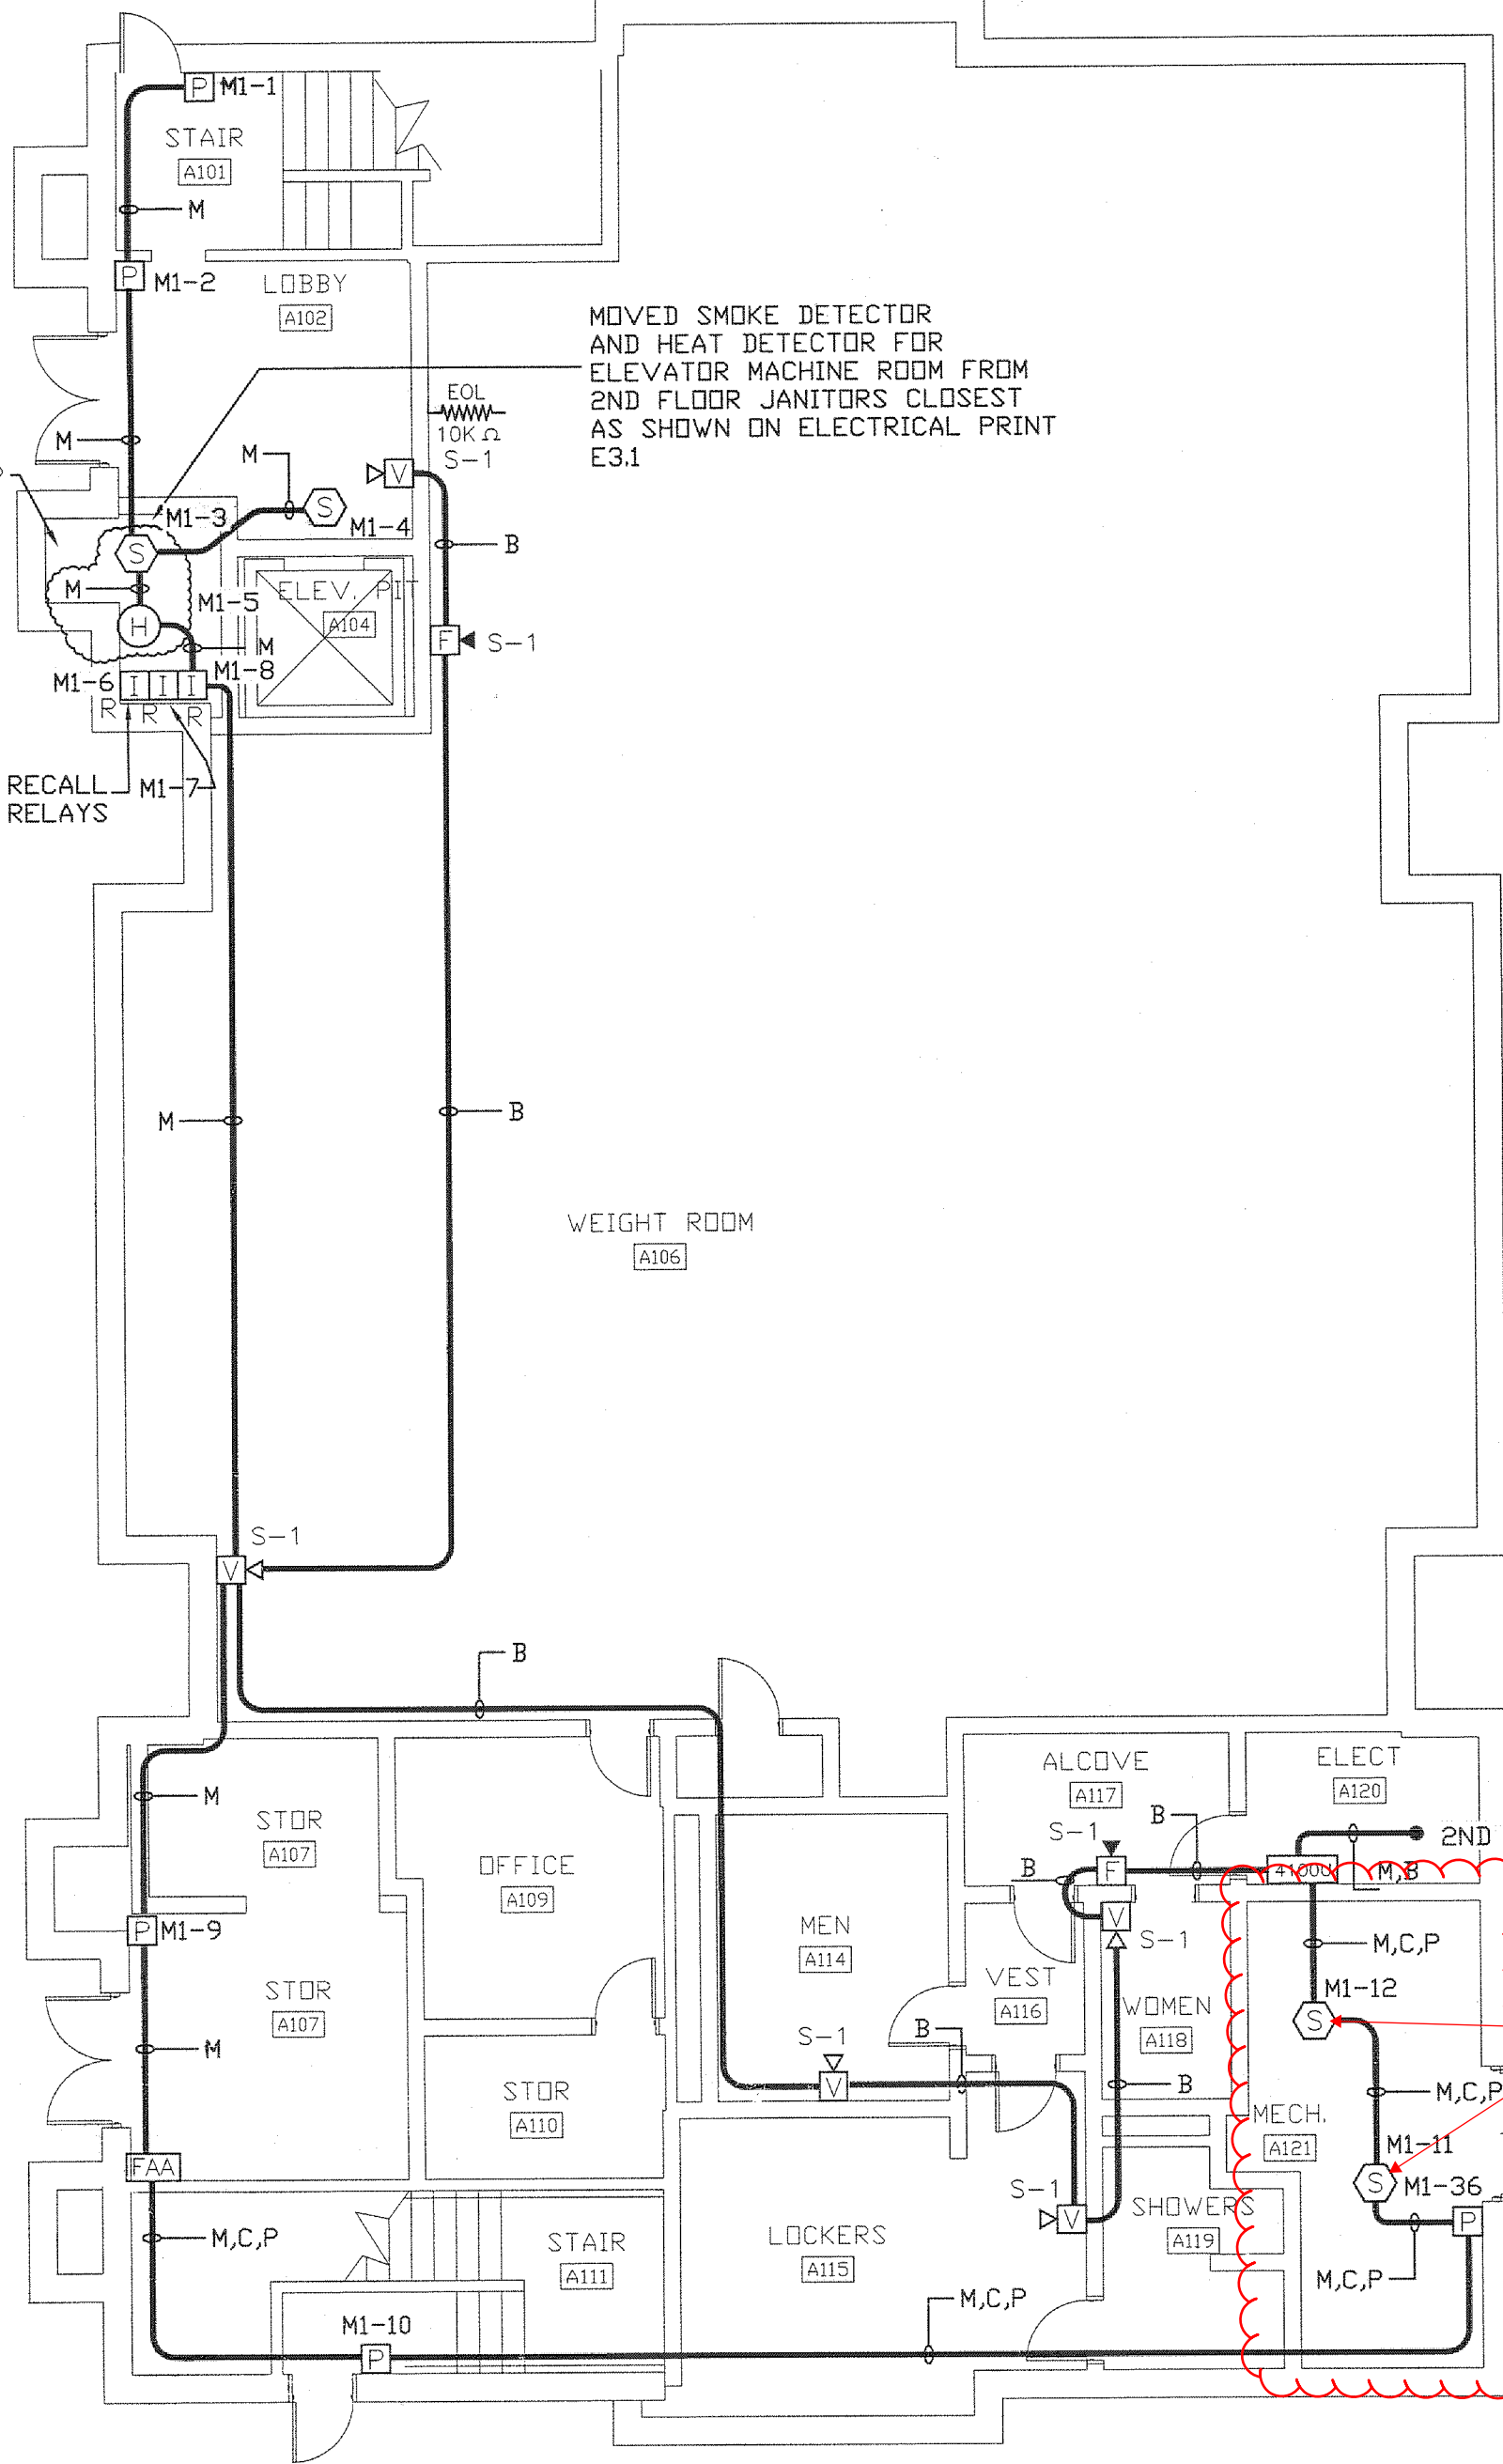 P M1-1
STAIR
A101
M
P M1-2
LOBBY
A102
MOVED SMOKE DETECTOR
AND HEAT DETECTOR FOR
ELEVATOR MACHINE ROOM FROM
2ND FLOOR JANITORS CLOSEST
AS SHOWN ON ELECTRICAL PRINT
E3.1
EOL
10K Ω
S-1
M
M
V
S
M1-3
M1-4
S
B
M
M1-5
ELEV. PIT
A104
H
F S-1
M
M1-8
M1-6 I I I
R R R
RECALL
RELAYS
M1-7
M
B
WEIGHT ROOM
A106
S-1
V
B
ALCOVE
A117
ELECT
A120
M
STOR
A107
OFFICE
A109
B
S-1
2ND
B
F
M,B
V
S-1
P M1-9
MEN
A114
M,C,P
VEST
A116
M1-12
S
STOR
A107
WOMEN
A118
S-1
B
M
V
B
M,C,P
STOR
A110
MECH.
A121
M1-11
FAA
S
M1-36
S-1
V
SHOWERS
A119
P
M,C,P
STAIR
A111
LOCKERS
A115
M,C,P
M,C,P
M1-10
P